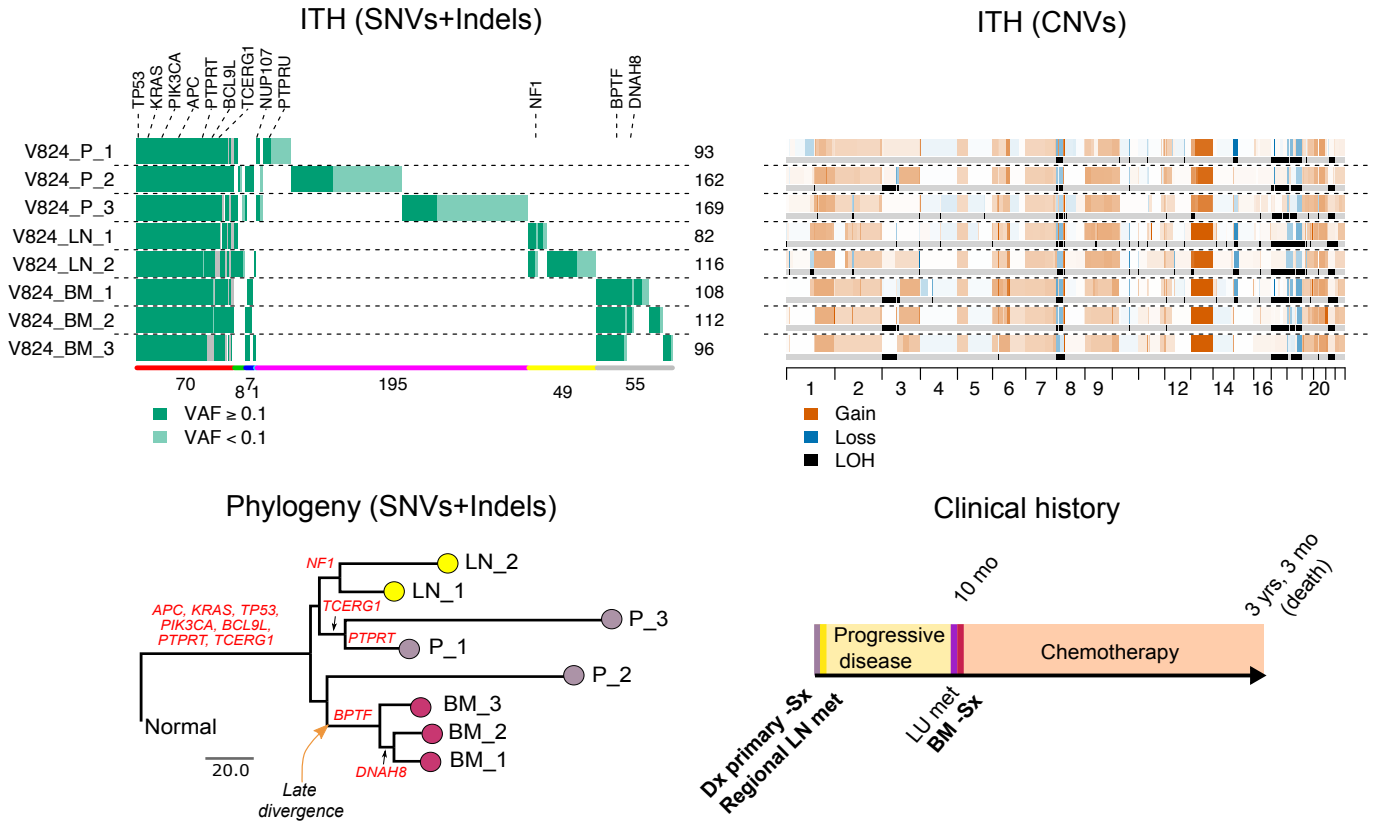 ITH (SNVs+Indels)
TP53
KRAS
PIK3CA
APC
PTPRT
BCL9L
TCERG1
NUP107
PTPRU
NF1
BPTF
DNAH8
V824_P_1 93
V824_P_2 162
V824_P_3 169
V824_LN_1 82
V824_LN_2 116
V824_BM_1 108
V824_BM_2 112
V824_BM_3 96
70 8 7 1 195 49 55
VAF ≥ 0.1
VAF < 0.1
ITH (CNVs)
1 2 3 4 5 6 7 8 9 12 14 16 20
Gain
Loss
LOH
Phylogeny (SNVs+Indels)
NF1
LN_2
LN_1
APC, KRAS, TP53,
PIK3CA, BCL9L,
PTPRT, TCERG1
TCERG1
P_3
PTPRT
P_1
P_2
BPTF
BM_3
BM_2
BM_1
DNAH8
Normal
20.0
Late
divergence
Clinical history
10 mo
3 yrs, 3 mo
(death)
Progressive
disease
Chemotherapy
Dx primary -Sx
Regional LN met
LU met
BM -Sx